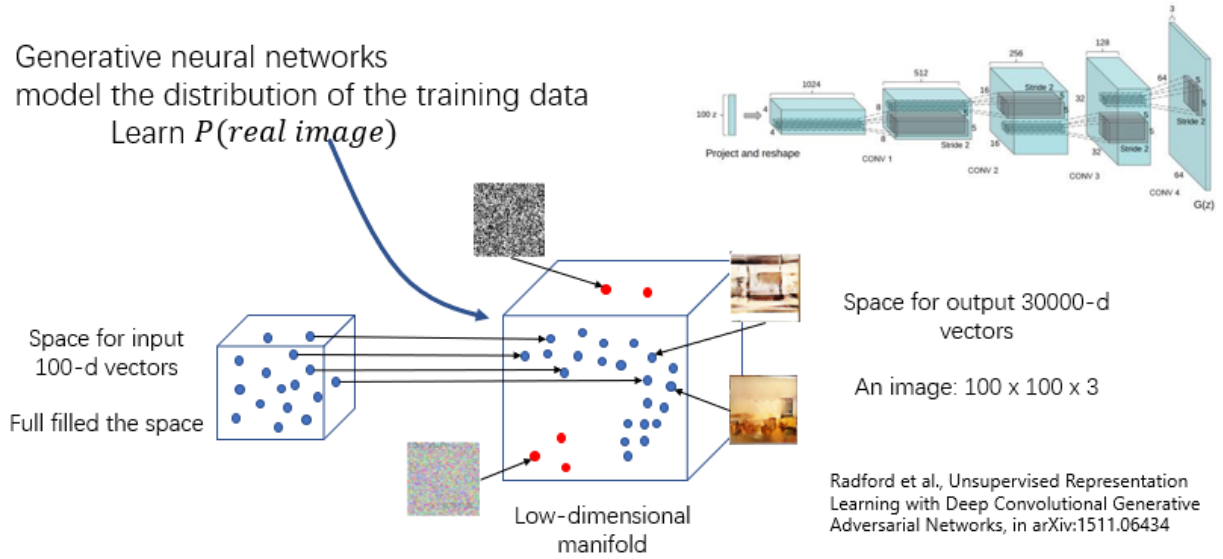 Generative neural networks
model the distribution of the training data
Learn P(real image)
3
128
256
512
1024
100 z
4
4
8
8
16
16
32
32
64
64
5
5
5
5
5
5
5
5
Stride 2
Stride 2
Stride 2
Stride 2
Project and reshape
CONV 1
CONV 2
CONV 3
CONV 4
G(z)
Space for input
100-d vectors
Full filled the space
Space for output 30000-d
vectors
An image: 100 x 100 x 3
Low-dimensional
manifold
Radford et al., Unsupervised Representation
Learning with Deep Convolutional Generative
Adversarial Networks, in arXiv:1511.06434